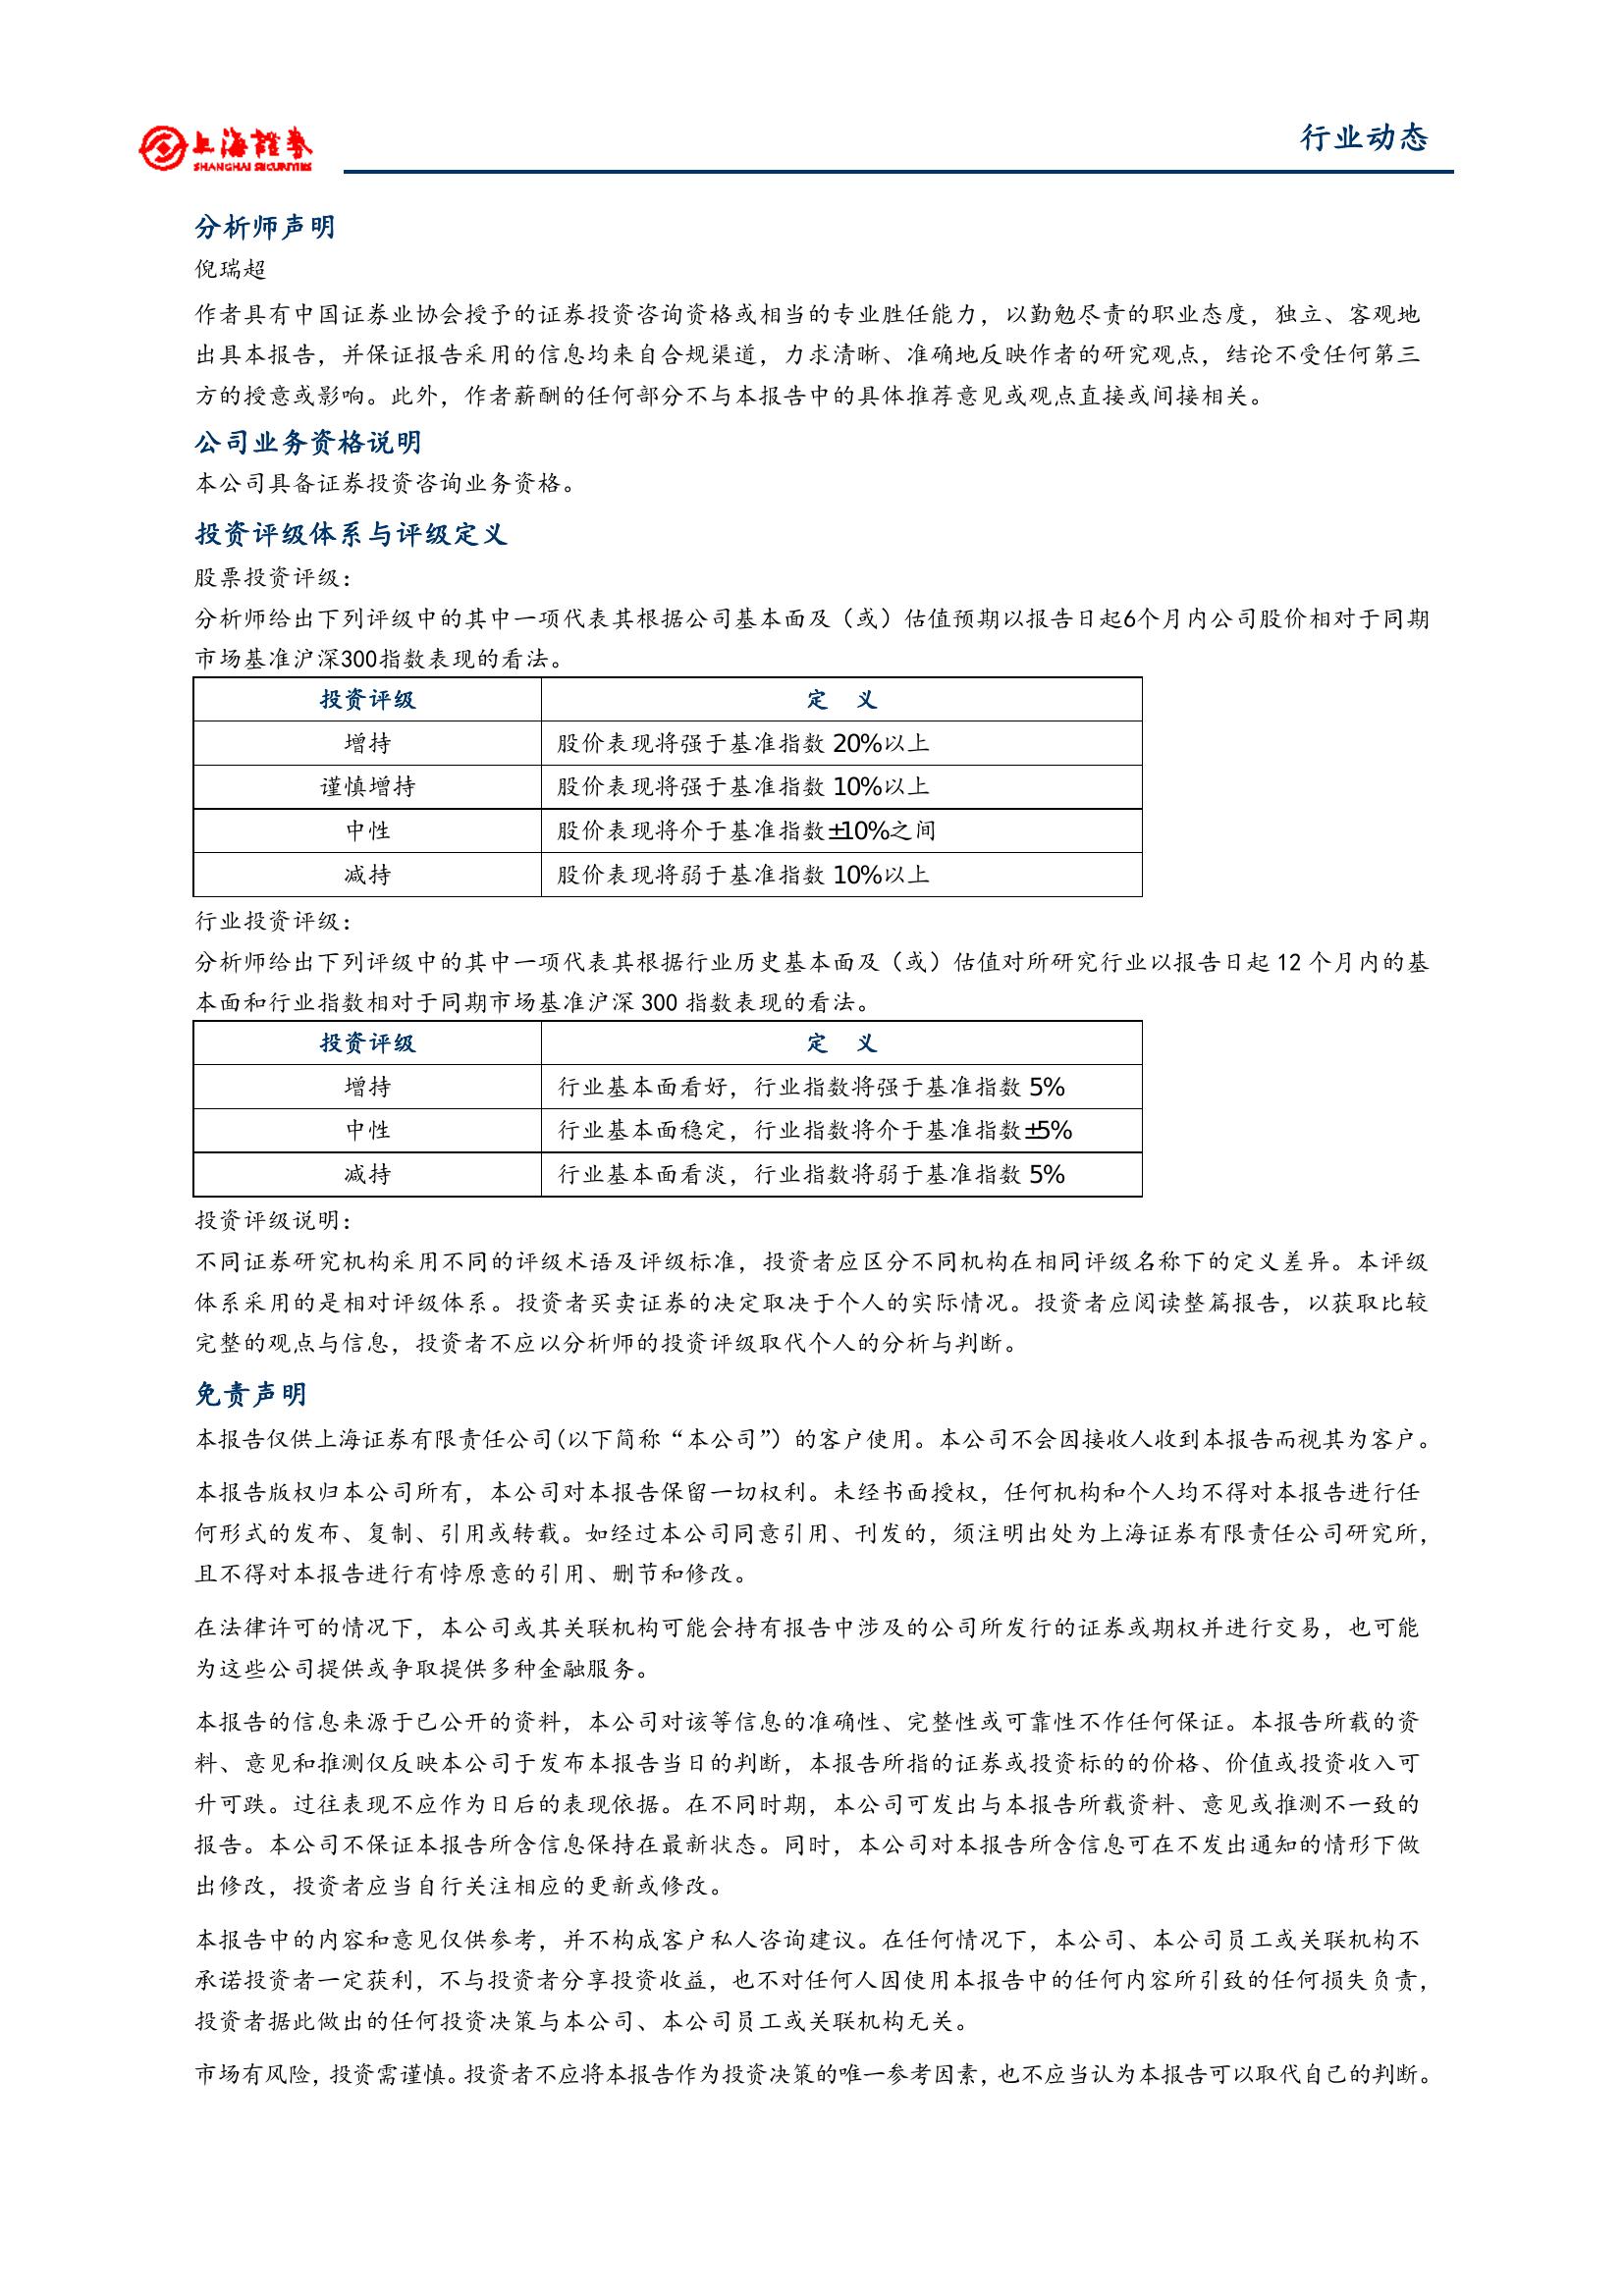 上海證券
SHANGHAI SECURITIES
行业动态
分析师声明
倪瑞超
作者具有中国证券业协会授予的证券投资咨询资格或相当的专业胜任能力，以勤勉尽责的职业态度，独立、客观地
出具本报告，并保证报告采用的信息均来自合规渠道，力求清晰、准确地反映作者的研究观点，结论不受任何第三
方的授意或影响。此外，作者薪酬的任何部分不与本报告中的具体推荐意见或观点直接或间接相关。
公司业务资格说明
本公司具备证券投资咨询业务资格。
投资评级体系与评级定义
股票投资评级：
分析师给出下列评级中的其中一项代表其根据公司基本面及（或）估值预期以报告日起6个月内公司股价相对于同期
市场基准沪深300指数表现的看法。
投资评级 定 义
增持 股价表现将强于基准指数 20%以上
谨慎增持 股价表现将强于基准指数 10%以上
中性 股价表现将介于基准指数±10%之间
减持 股价表现将弱于基准指数 10%以上
行业投资评级：
分析师给出下列评级中的其中一项代表其根据行业历史基本面及（或）估值对所研究行业以报告日起 12 个月内的基
本面和行业指数相对于同期市场基准沪深 300 指数表现的看法。
投资评级 定 义
增持 行业基本面看好，行业指数将强于基准指数 5%
中性 行业基本面稳定，行业指数将介于基准指数±5%
减持 行业基本面看淡，行业指数将弱于基准指数 5%
投资评级说明：
不同证券研究机构采用不同的评级术语及评级标准，投资者应区分不同机构在相同评级名称下的定义差异。本评级
体系采用的是相对评级体系。投资者买卖证券的决定取决于个人的实际情况。投资者应阅读整篇报告，以获取比较
完整的观点与信息，投资者不应以分析师的投资评级取代个人的分析与判断。
免责声明
本报告仅供上海证券有限责任公司(以下简称“本公司”）的客户使用。本公司不会因接收人收到本报告而视其为客户。
本报告版权归本公司所有，本公司对本报告保留一切权利。未经书面授权，任何机构和个人均不得对本报告进行任
何形式的发布、复制、引用或转载。如经过本公司同意引用、刊发的，须注明出处为上海证券有限责任公司研究所，
且不得对本报告进行有悖原意的引用、删节和修改。
在法律许可的情况下，本公司或其关联机构可能会持有报告中涉及的公司所发行的证券或期权并进行交易，也可能
为这些公司提供或争取提供多种金融服务。
本报告的信息来源于已公开的资料，本公司对该等信息的准确性、完整性或可靠性不作任何保证。本报告所载的资
料、意见和推测仅反映本公司于发布本报告当日的判断，本报告所指的证券或投资标的的价格、价值或投资收入可
升可跌。过往表现不应作为日后的表现依据。在不同时期，本公司可发出与本报告所载资料、意见或推测不一致的
报告。本公司不保证本报告所含信息保持在最新状态。同时，本公司对本报告所含信息可在不发出通知的情形下做
出修改，投资者应当自行关注相应的更新或修改。
本报告中的内容和意见仅供参考，并不构成客户私人咨询建议。在任何情况下，本公司、本公司员工或关联机构不
承诺投资者一定获利，不与投资者分享投资收益，也不对任何人因使用本报告中的任何内容所引致的任何损失负责，
投资者据此做出的任何投资决策与本公司、本公司员工或关联机构无关。
市场有风险，投资需谨慎。投资者不应将本报告作为投资决策的唯一参考因素，也不应当认为本报告可以取代自己的判断。